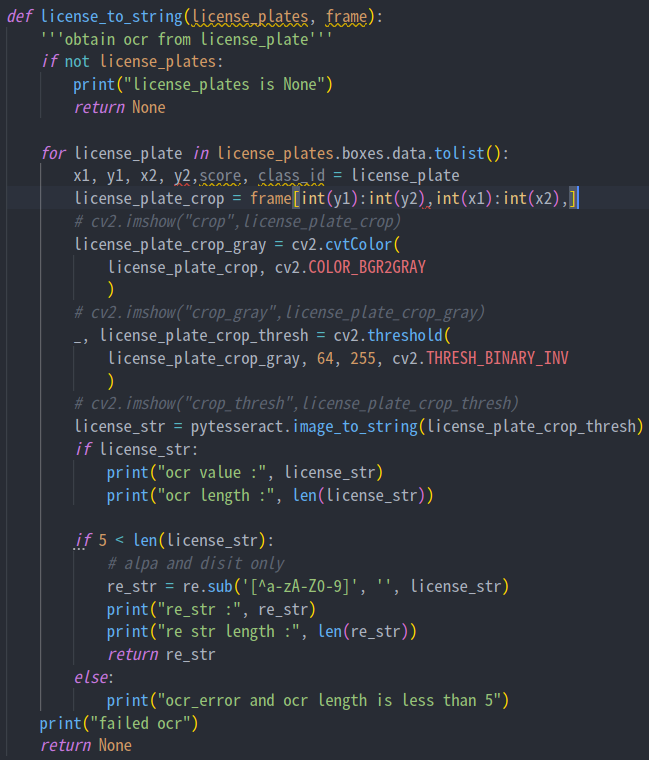 def license_to_string(license_plates, frame):
    '''obtain ocr from license_plate'''
    if not license_plates:
        print("license_plates is None")
        return None

    for license_plate in license_plates.boxes.data.tolist():
        x1, y1, x2, y2,score, class_id = license_plate
        license_plate_crop = frame[int(y1):int(y2),int(x1):int(x2),]
        # cv2.imshow("crop",license_plate_crop)
        license_plate_crop_gray = cv2.cvtColor(
            license_plate_crop, cv2.COLOR_BGR2GRAY
            )
        # cv2.imshow("crop_gray",license_plate_crop_gray)
        _, license_plate_crop_thresh = cv2.threshold(
            license_plate_crop_gray, 64, 255, cv2.THRESH_BINARY_INV
            )
        # cv2.imshow("crop_thresh",license_plate_crop_thresh)
        license_str = pytesseract.image_to_string(license_plate_crop_thresh)
        if license_str:
            print("ocr value :", license_str)
            print("ocr length :", len(license_str))

        if 5 < len(license_str):
            # alpa and disit only
            re_str = re.sub('[^a-zA-Z0-9]', '', license_str)
            print("re_str :", re_str)
            print("re str length :", len(re_str))
            return re_str
        else:
            print("ocr_error and ocr length is less than 5")
    print("failed ocr")
    return None